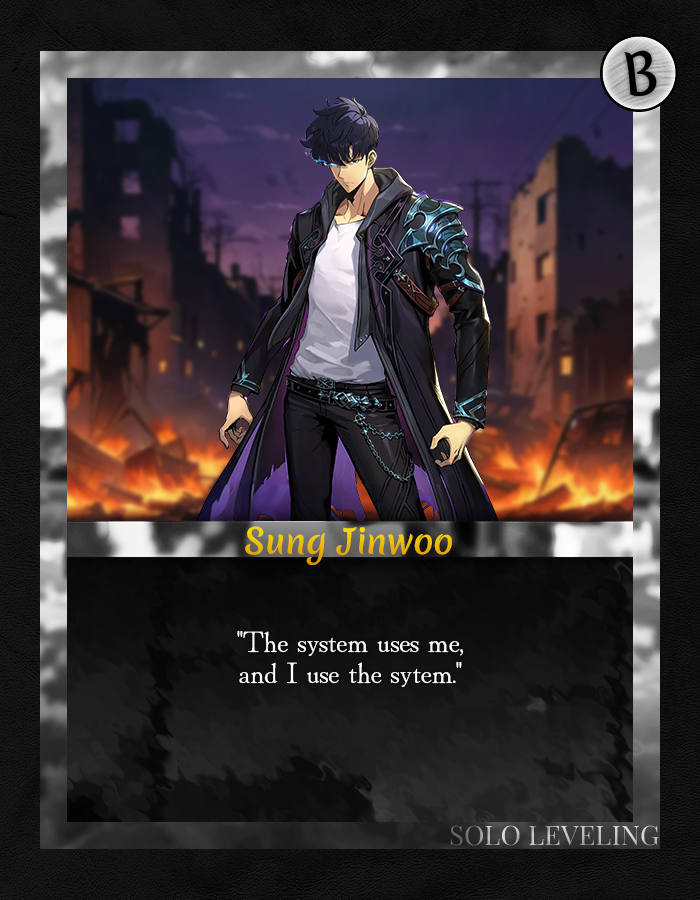 B
Sung Jinwoo
"The system uses me,
and I use the sytem."
SOLO LEVELING